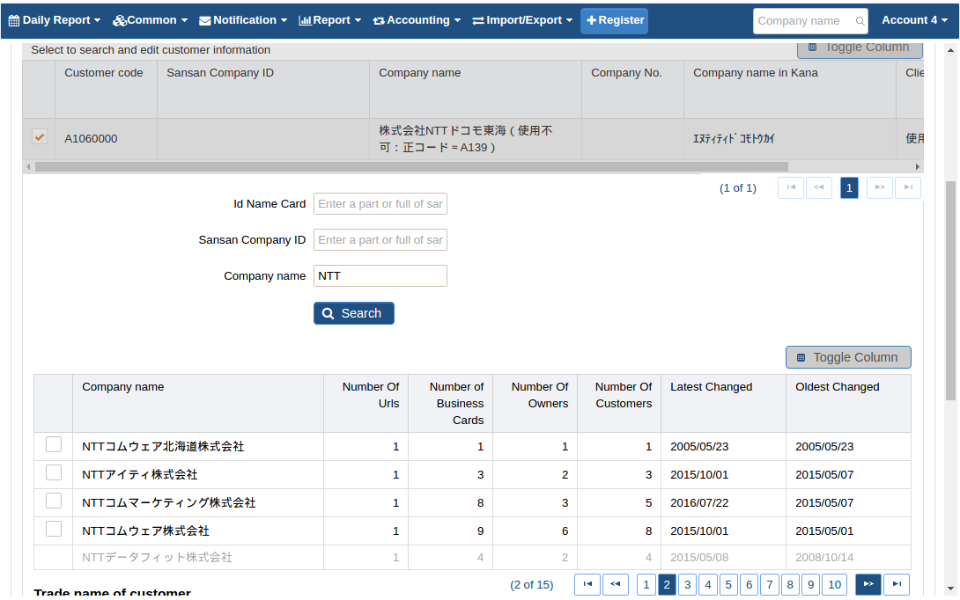 Daily Report Common Notification Report Accounting Import/Export Register Company name Account 4
Select to search and edit customer information Toggle Column
Customer code Sansan Company ID Company name Company No. Company name in Kana Clie
A1060000 株式会社NTTドコモ東海 ( 使用不 ｴﾇﾃｨﾃｨﾄﾞｺﾓﾄｳｶｲ 使用
可 : 正コード = A139 )
(1 of 1) 1
Id Name Card Enter a part or full of sar
Sansan Company ID Enter a part or full of sar
Company name NTT
Search
Toggle Column
Company name Number Of Number of Number Of Number Of Latest Changed Oldest Changed
Urls Business Owners Customers
Cards
NTTコムウェア北海道株式会社 1 1 1 1 2005/05/23 2005/05/23
NTTアイティ株式会社 1 3 2 3 2015/10/01 2015/05/07
NTTコムマーケティング株式会社 1 8 3 5 2016/07/22 2015/05/07
NTTコムウェア株式会社 1 9 6 8 2015/10/01 2015/05/01
NTTデータフィット株式会社 1 4 2 4 2015/05/08 2008/10/14
(2 of 15) 1 2 3 4 5 6 7 8 9 10
Trade name of customer